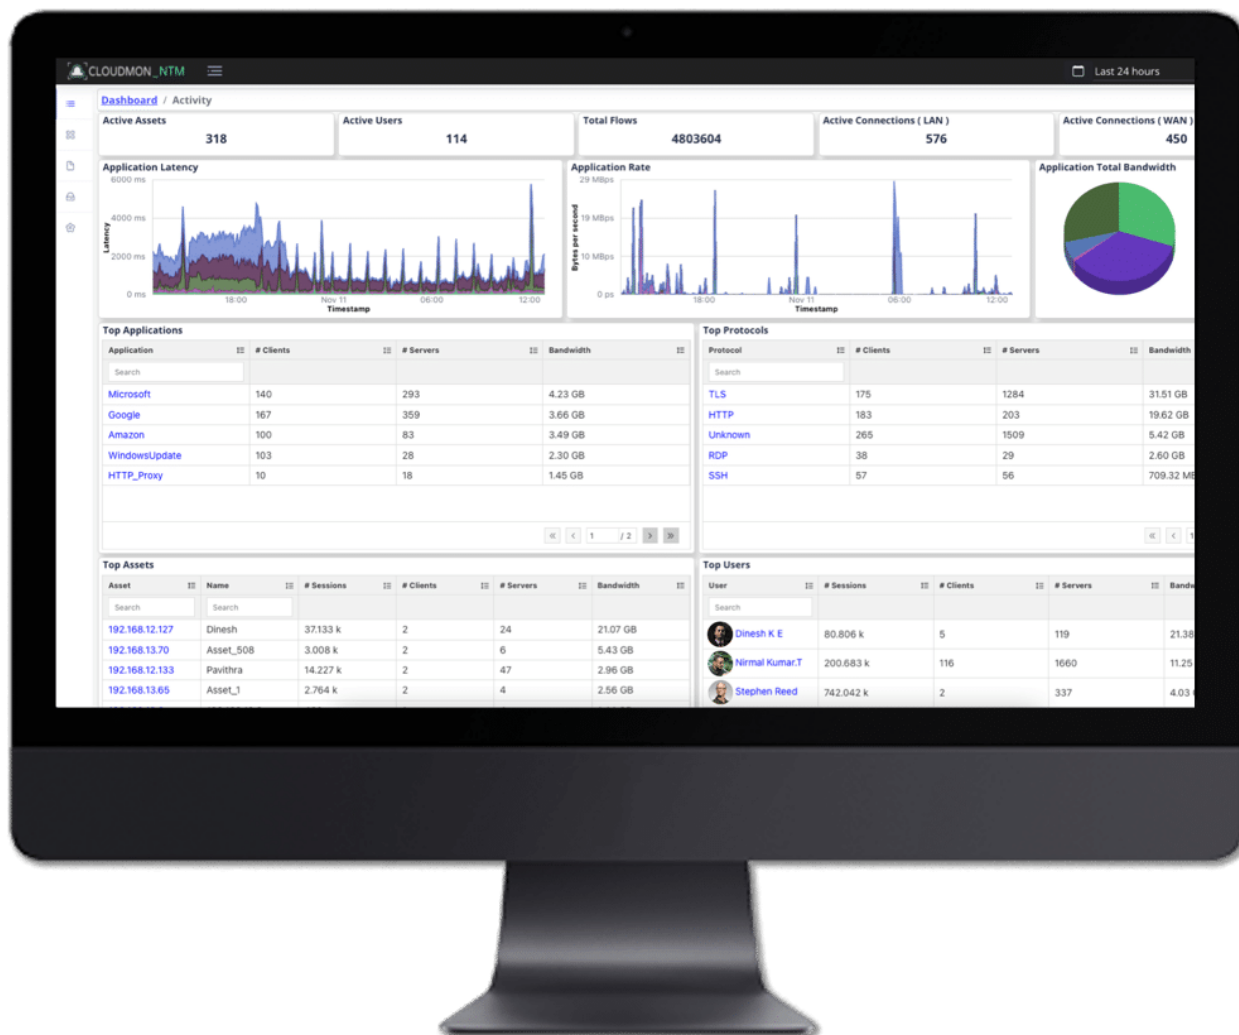 CLOUDMON_NTM
Last 24 hours
Dashboard / Activity
Active Assets
318
Active Users
114
Total Flows
4803604
Active Connections ( LAN )
576
Active Connections ( WAN )
450
Application Latency
6000 ms
4000 ms
2000 ms
0 ms
Latency
18:00 Nov 11 06:00 12:00
Timestamp
Application Rate
29 MBps
19 MBps
10 MBps
0 ps
Bytes per second
18:00 Nov 11 06:00 12:00
Timestamp
Application Total Bandwidth
Top Applications
Application # Clients # Servers Bandwidth
Search
Microsoft 140 293 4.23 GB
Google 167 359 3.66 GB
Amazon 100 83 3.49 GB
WindowsUpdate 103 28 2.30 GB
HTTP_Proxy 10 18 1.45 GB
1 / 2
Top Protocols
Protocol # Clients # Servers Bandwidth
Search
TLS 175 1284 31.51 GB
HTTP 183 203 19.62 GB
Unknown 265 1509 5.42 GB
RDP 38 29 2.60 GB
SSH 57 56 709.32 MB
1
Top Assets
Asset Name # Sessions # Clients # Servers Bandwidth
Search Search
192.168.12.127 Dinesh 37.133 k 2 24 21.07 GB
192.168.13.70 Asset_508 3.008 k 2 6 5.43 GB
192.168.12.133 Pavithra 14.227 k 2 47 2.96 GB
192.168.13.65 Asset_1 2.764 k 2 4 2.56 GB
Top Users
User # Sessions # Clients # Servers Bandw
Search
Dinesh K E 80.806 k 5 119 21.38
Nirmal Kumar.T 200.683 k 116 1660 11.25
Stephen Reed 742.042 k 2 337 4.03